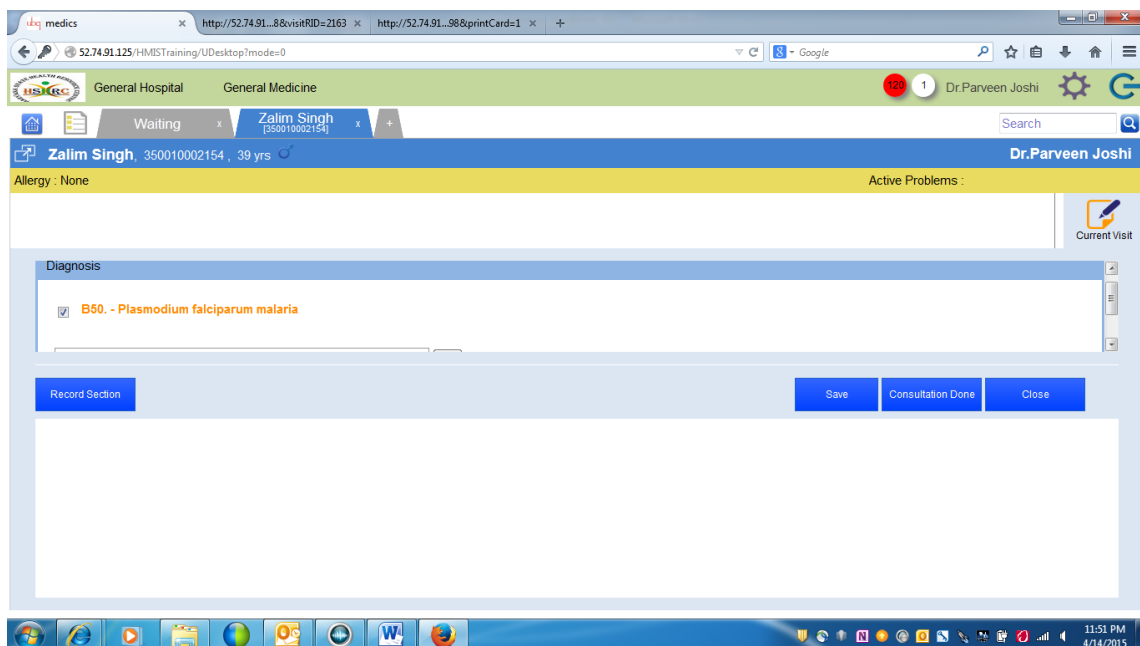 ubq medics
http://52.74.91...8&visitRID=2163
http://52.74.91...98&printCard=1
52.74.91.125/HMISTraining/UDesktop?mode=0
Google
HSHRC General Hospital General Medicine 120 1 Dr.Parveen Joshi
Waiting x Zalim Singh x +
[350010002154]
Search
Zalim Singh, 350010002154 , 39 yrs
Dr.Parveen Joshi
Allergy : None
Active Problems :
Current Visit
Diagnosis
B50. - Plasmodium falciparum malaria
Record Section
Save
Consultation Done
Close
11:51 PM
4/14/2015